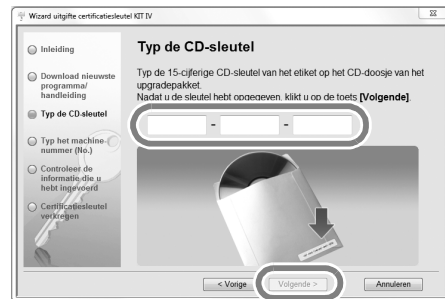 Wizard uitgifte certificatiesleutel KIT IV
Inleiding
Download nieuwste
programma/
handleiding
Typ de CD-sleutel
Typ het machine-
nummer (No.)
Controleer de
informatie die u
hebt ingevoerd
Certificatiesleutel
verkregen
Typ de CD-sleutel
Typ de 15-cijferige CD-sleutel van het etiket op het CD-doosje van het
upgradepakket.
Nadat u de sleutel hebt opgegeven, klikt u op de toets [Volgende].
- -
< Vorige
Volgende >
Annuleren